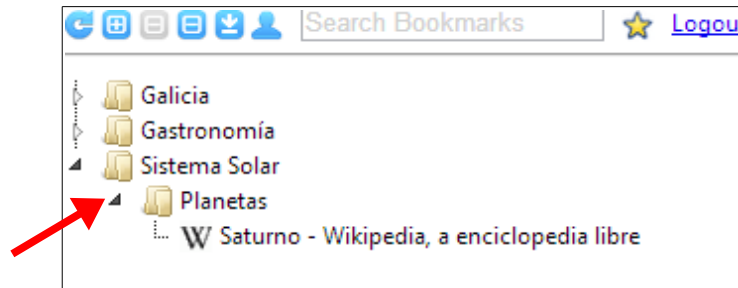 Search Bookmarks Logou
Galicia
Gastronomía
Sistema Solar
Planetas
W Saturno - Wikipedia, a enciclopedia libre